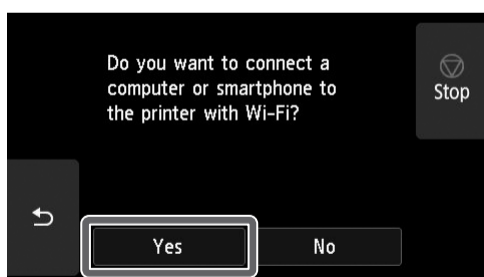 Do you want to connect a
computer or smartphone to
the printer with Wi-Fi?
Stop
Yes
No